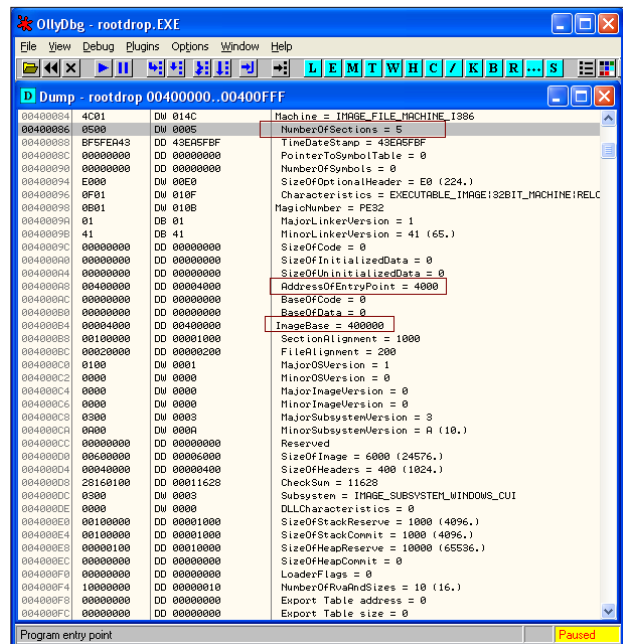 OllyDbg - rootdrop.EXE
File View Debug Plugins Options Window Help
L E M T W H C / K B R ... S
D Dump - rootdrop 00400000..00400FFF
00400084 4C01 DW 014C Machine = IMAGE_FILE_MACHINE_I386
00400086 0500 DW 0005 NumberOfSections = 5
00400088 BF5FEA43 DD 43EA5FBF TimeDateStamp = 43EA5FBF
0040008C 00000000 DD 00000000 PointerToSymbolTable = 0
00400090 00000000 DD 00000000 NumberOfSymbols = 0
00400094 E000 DW 00E0 SizeOfOptionalHeader = E0 (224.)
00400096 0F01 DW 010F Characteristics = EXECUTABLE_IMAGE!32BIT_MACHINE!RELO
00400098 0B01 DW 010B MagicNumber = PE32
0040009A 01 DB 01 MajorLinkerVersion = 1
0040009B 41 DB 41 MinorLinkerVersion = 41 (65.)
0040009C 00000000 DD 00000000 SizeOfCode = 0
004000A0 00000000 DD 00000000 SizeOfInitializedData = 0
004000A4 00000000 DD 00000000 SizeOfUninitializedData = 0
004000A8 00400000 DD 00004000 AddressOfEntryPoint = 4000
004000AC 00000000 DD 00000000 BaseOfCode = 0
004000B0 00000000 DD 00000000 BaseOfData = 0
004000B4 00004000 DD 00400000 ImageBase = 400000
004000B8 00100000 DD 00001000 SectionAlignment = 1000
004000BC 00020000 DD 00000200 FileAlignment = 200
004000C0 0100 DW 0001 MajorOSVersion = 1
004000C2 0000 DW 0000 MinorOSVersion = 0
004000C4 0000 DW 0000 MajorImageVersion = 0
004000C6 0000 DW 0000 MinorImageVersion = 0
004000C8 0300 DW 0003 MajorSubsystemVersion = 3
004000CA 0A00 DW 000A MinorSubsystemVersion = A (10.)
004000CC 00000000 DD 00000000 Reserved
004000D0 00600000 DD 00006000 SizeOfImage = 6000 (24576.)
004000D4 00040000 DD 00000400 SizeOfHeaders = 400 (1024.)
004000D8 28160100 DD 00011628 CheckSum = 11628
004000DC 0300 DW 0003 Subsystem = IMAGE_SUBSYSTEM_WINDOWS_CUI
004000DE 0000 DW 0000 DLLCharacteristics = 0
004000E0 00100000 DD 00001000 SizeOfStackReserve = 1000 (4096.)
004000E4 00100000 DD 00001000 SizeOfStackCommit = 1000 (4096.)
004000E8 00000100 DD 00010000 SizeOfHeapReserve = 10000 (65536.)
004000EC 00000000 DD 00000000 SizeOfHeapCommit = 0
004000F0 00000000 DD 00000000 LoaderFlags = 0
004000F4 10000000 DD 00000010 NumberOfRvaAndSizes = 10 (16.)
004000F8 00000000 DD 00000000 Export Table address = 0
004000FC 00000000 DD 00000000 Export Table size = 0
Program entry point Paused